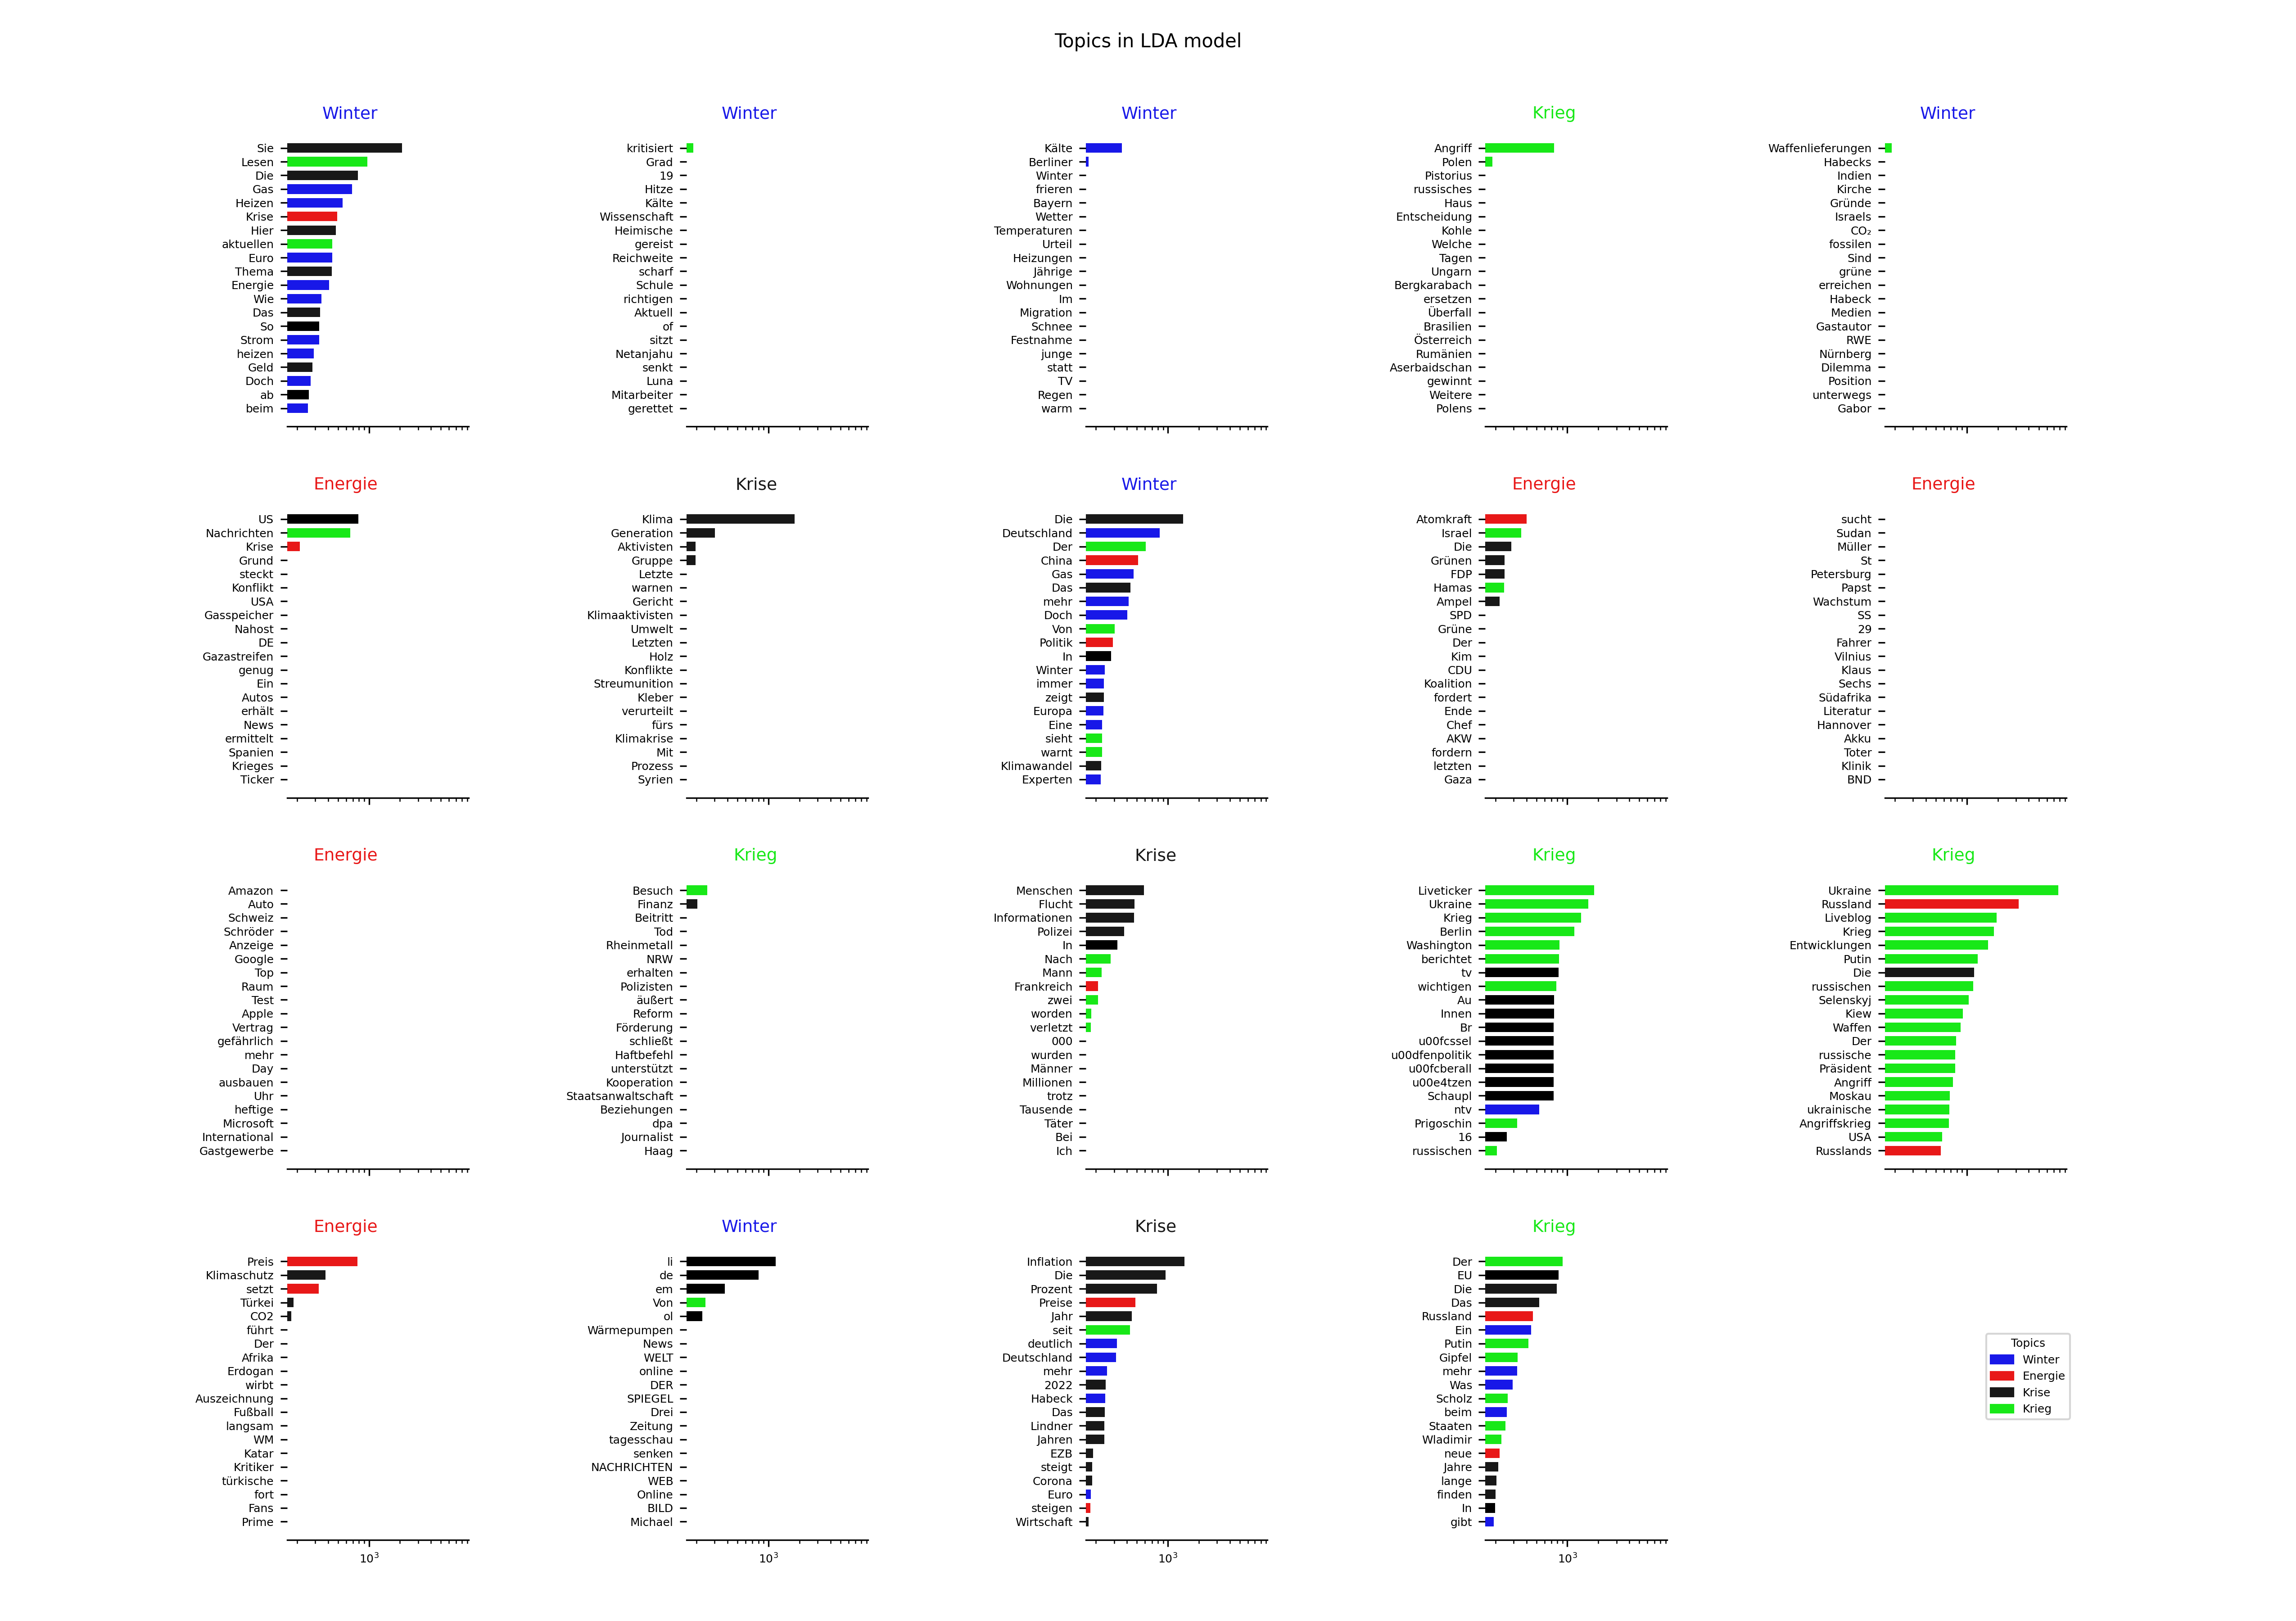 Topics in LDA model
Winter
Sie
Lesen
Die
Gas
Heizen
Krise
Hier
aktuellen
Euro
Thema
Energie
Wie
Das
So
Strom
heizen
Geld
Doch
ab
beim
Winter
kritisiert
Grad
19
Hitze
Kälte
Wissenschaft
Heimische
gereist
Reichweite
scharf
Schule
richtigen
Aktuell
of
sitzt
Netanjahu
senkt
Luna
Mitarbeiter
gerettet
Winter
Kälte
Berliner
Winter
frieren
Bayern
Wetter
Temperaturen
Urteil
Heizungen
Jährige
Wohnungen
Im
Migration
Schnee
Festnahme
junge
statt
TV
Regen
warm
Krieg
Angriff
Polen
Pistorius
russisches
Haus
Entscheidung
Kohle
Welche
Tagen
Ungarn
Bergkarabach
ersetzen
Überfall
Brasilien
Österreich
Rumänien
Aserbaidschan
gewinnt
Weitere
Polens
Winter
Waffenlieferungen
Habecks
Indien
Kirche
Gründe
Israels
CO₂
fossilen
Sind
grüne
erreichen
Habeck
Medien
Gastautor
RWE
Nürnberg
Dilemma
Position
unterwegs
Gabor
Energie
US
Nachrichten
Krise
Grund
steckt
Konflikt
USA
Gasspeicher
Nahost
DE
Gazastreifen
genug
Ein
Autos
erhält
News
ermittelt
Spanien
Krieges
Ticker
Krise
Klima
Generation
Aktivisten
Gruppe
Letzte
warnen
Gericht
Klimaaktivisten
Umwelt
Letzten
Holz
Konflikte
Streumunition
Kleber
verurteilt
fürs
Klimakrise
Mit
Prozess
Syrien
Winter
Die
Deutschland
Der
China
Gas
Das
mehr
Doch
Von
Politik
In
Winter
immer
zeigt
Europa
Eine
sieht
warnt
Klimawandel
Experten
Energie
Atomkraft
Israel
Die
Grünen
FDP
Hamas
Ampel
SPD
Grüne
Der
Kim
CDU
Koalition
fordert
Ende
Chef
AKW
fordern
letzten
Gaza
Energie
sucht
Sudan
Müller
St
Petersburg
Papst
Wachstum
SS
29
Fahrer
Vilnius
Klaus
Sechs
Südafrika
Literatur
Hannover
Akku
Toter
Klinik
BND
Energie
Amazon
Auto
Schweiz
Schröder
Anzeige
Google
Top
Raum
Test
Apple
Vertrag
gefährlich
mehr
Day
ausbauen
Uhr
heftige
Microsoft
International
Gastgewerbe
Krieg
Besuch
Finanz
Beitritt
Tod
Rheinmetall
NRW
erhalten
Polizisten
äußert
Reform
Förderung
schließt
Haftbefehl
unterstützt
Kooperation
Staatsanwaltschaft
Beziehungen
dpa
Journalist
Haag
Krise
Menschen
Flucht
Informationen
Polizei
In
Nach
Mann
Frankreich
zwei
worden
verletzt
000
wurden
Männer
Millionen
trotz
Tausende
Täter
Bei
Ich
Krieg
Liveticker
Ukraine
Krieg
Berlin
Washington
berichtet
tv
wichtigen
Au
Innen
Br
u00fcssel
u00dfenpolitik
u00fcberall
u00e4tzen
Schaupl
ntv
Prigoschin
16
russischen
Krieg
Ukraine
Russland
Liveblog
Krieg
Entwicklungen
Putin
Die
russischen
Selenskyj
Kiew
Waffen
Der
russische
Präsident
Angriff
Moskau
ukrainische
Angriffskrieg
USA
Russlands
Energie
Preis
Klimaschutz
setzt
Türkei
CO2
führt
Der
Afrika
Erdogan
wirbt
Auszeichnung
Fußball
langsam
WM
Katar
Kritiker
türkische
fort
Fans
Prime
10³
Winter
li
de
em
Von
ol
Wärmepumpen
News
WELT
online
DER
SPIEGEL
Drei
Zeitung
tagesschau
senken
NACHRICHTEN
WEB
Online
BILD
Michael
10³
Krise
Inflation
Die
Prozent
Preise
Jahr
seit
deutlich
Deutschland
mehr
2022
Habeck
Das
Lindner
Jahren
EZB
steigt
Corona
Euro
steigen
Wirtschaft
10³
Krieg
Der
EU
Die
Das
Russland
Ein
Putin
Gipfel
mehr
Was
Scholz
beim
Staaten
Wladimir
neue
Jahre
lange
finden
In
gibt
10³
Topics
Winter
Energie
Krise
Krieg